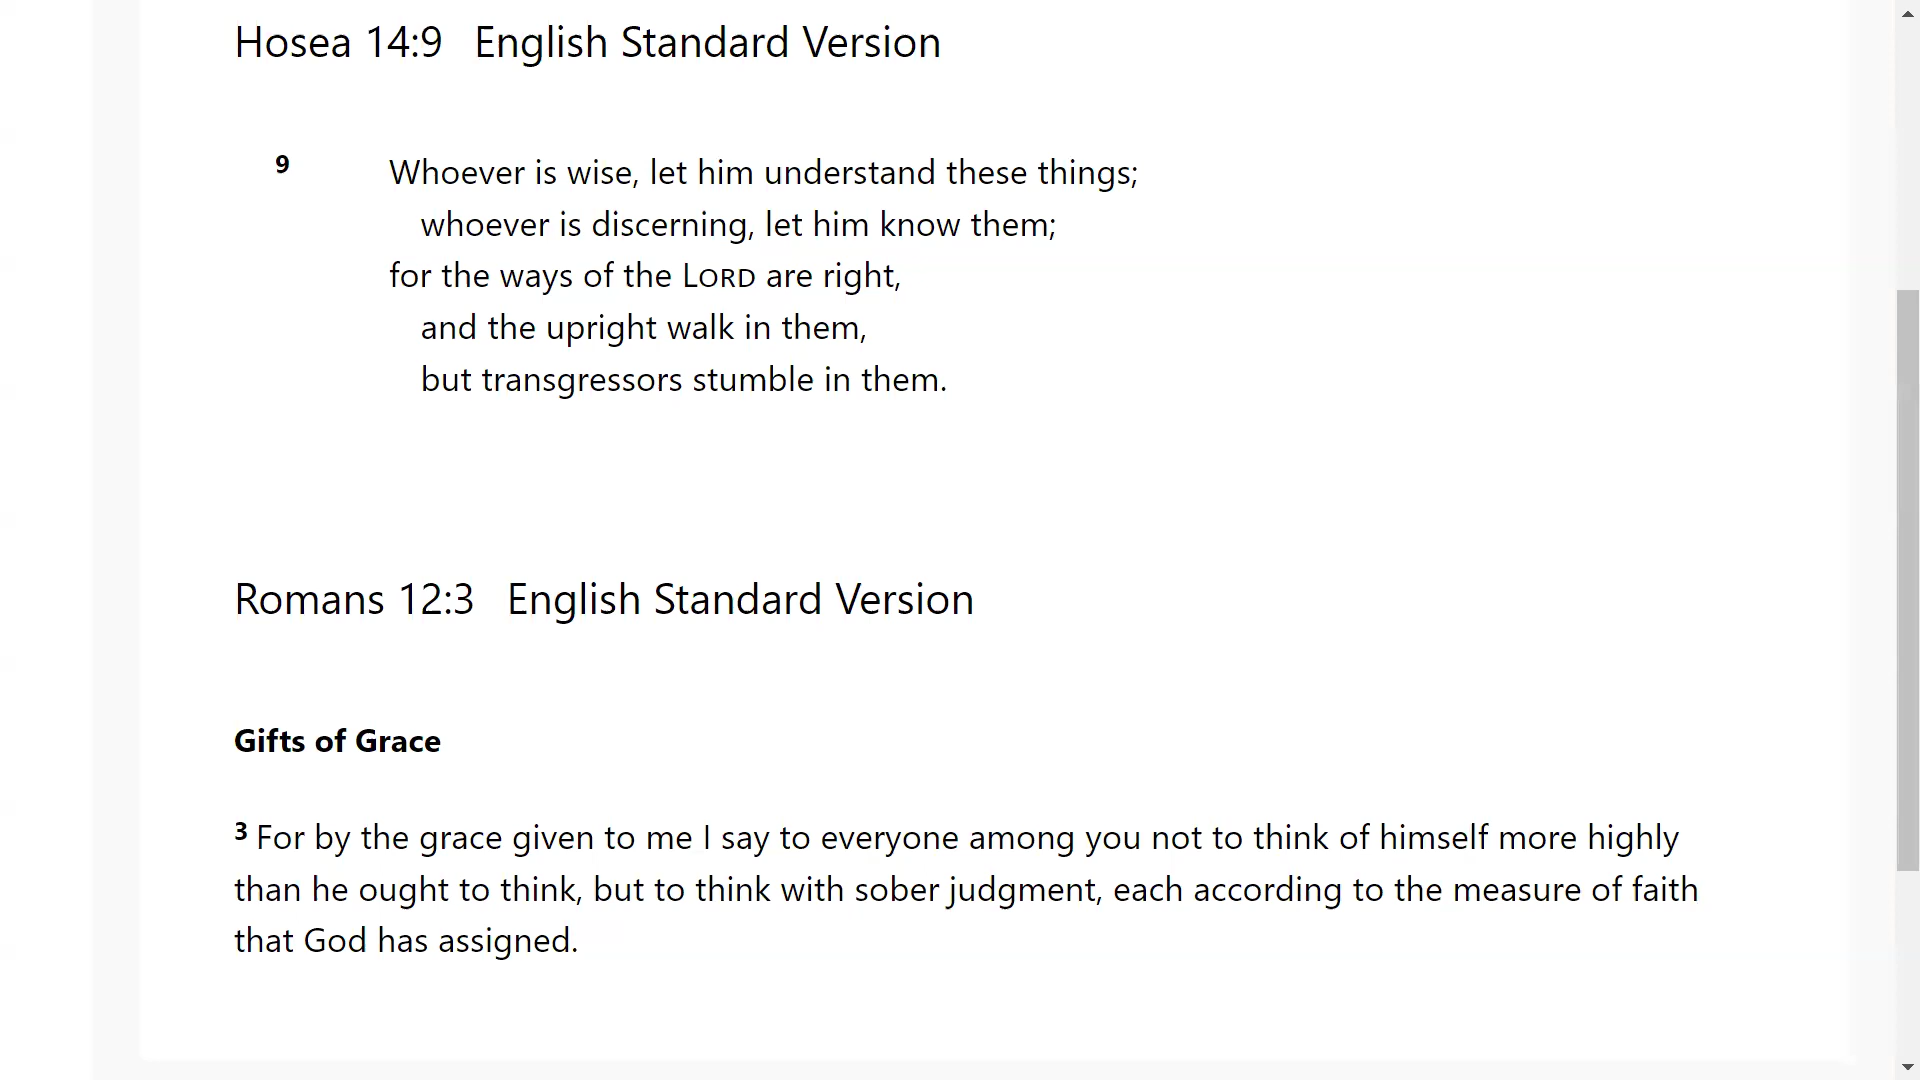 Hosea 14:9 English Standard Version
9 Whoever is wise, let him understand these things;
whoever is discerning, let him know them;
for the ways of the LORD are right,
and the upright walk in them,
but transgressors stumble in them.
Romans 12:3 English Standard Version
Gifts of Grace
3 For by the grace given to me I say to everyone among you not to think of himself more highly
than he ought to think, but to think with sober judgment, each according to the measure of faith
that God has assigned.